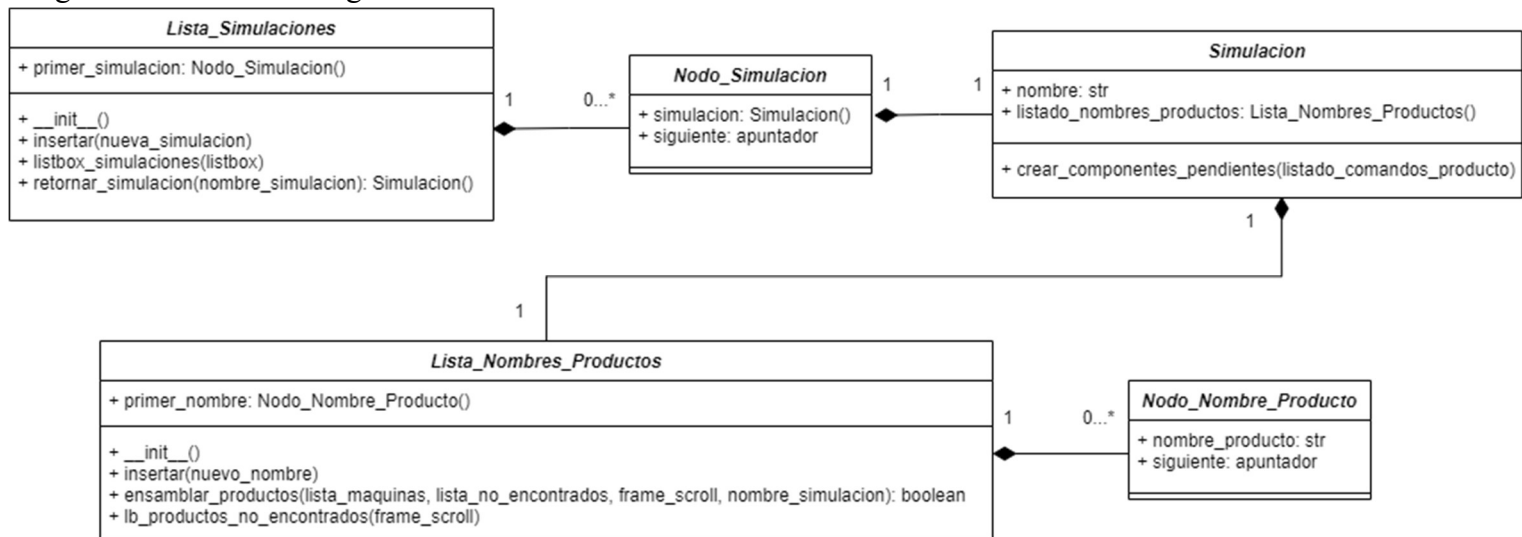 Lista_Simulaciones
+ primer_simulacion: Nodo_Simulacion()
+ __init__()
+ insertar(nueva_simulacion)
+ listbox_simulaciones(listbox)
+ retornar_simulacion(nombre_simulacion): Simulacion()
1
0...*
Nodo_Simulacion
+ simulacion: Simulacion()
+ siguiente: apuntador
1
1
Simulacion
+ nombre: str
+ listado_nombres_productos: Lista_Nombres_Productos()
+ crear_componentes_pendientes(listado_comandos_producto)
1
1
Lista_Nombres_Productos
+ primer_nombre: Nodo_Nombre_Producto()
+ __init__()
+ insertar(nuevo_nombre)
+ ensamblar_productos(lista_maquinas, lista_no_encontrados, frame_scroll, nombre_simulacion): boolean
+ lb_productos_no_encontrados(frame_scroll)
1
0...*
Nodo_Nombre_Producto
+ nombre_producto: str
+ siguiente: apuntador